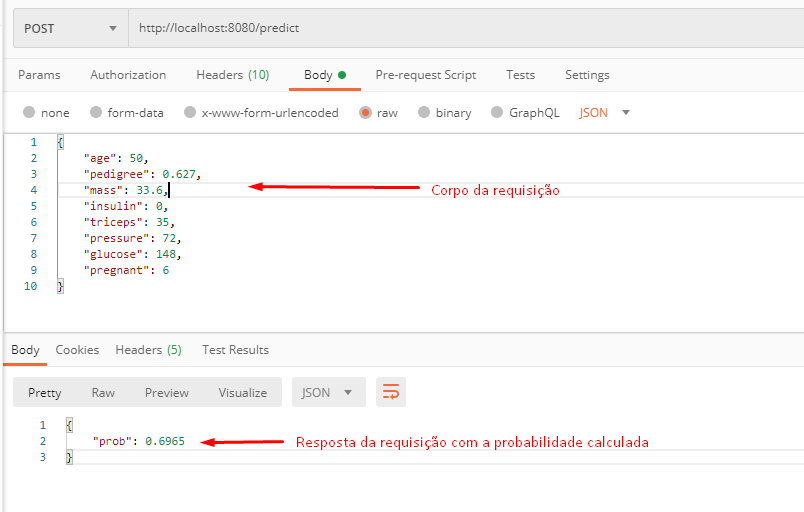 POST http://localhost:8080/predict
Params Authorization Headers (10) Body Pre-request Script Tests Settings
none form-data x-www-form-urlencoded raw binary GraphQL JSON
1 {
2 "age": 50,
3 "pedigree": 0.627,
4 "mass": 33.6, Corpo da requisição
5 "insulin": 0,
6 "triceps": 35,
7 "pressure": 72,
8 "glucose": 148,
9 "pregnant": 6
10 }
Body Cookies Headers (5) Test Results
Pretty Raw Preview Visualize JSON
1 {
2 "prob": 0.6965 Resposta da requisição com a probabilidade calculada
3 }